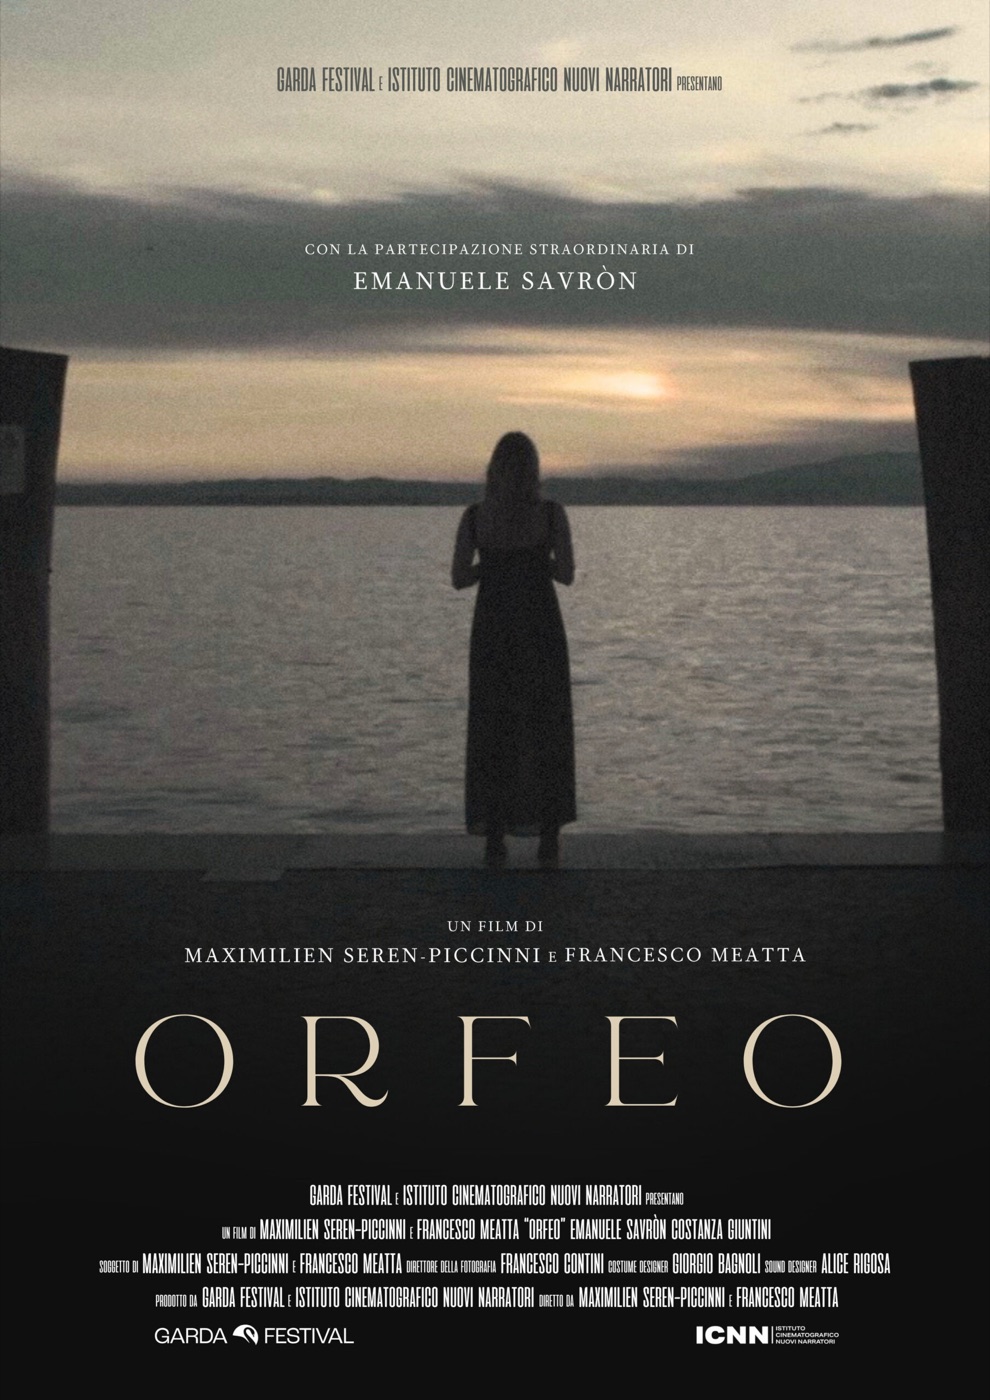 GARDA FESTIVAL E ISTITUTO CINEMATOGRAFICO NUOVI NARRATORI PRESENTANO
CON LA PARTECIPAZIONE STRAORDINARIA DI
EMANUELE SAVRÒN
UN FILM DI
MAXIMILIEN SEREN-PICCINNI E FRANCESCO MEATTA
ORFEO
GARDA FESTIVAL E ISTITUTO CINEMATOGRAFICO NUOVI NARRATORI PRESENTANO
UN FILM DI MAXIMILIEN SEREN-PICCINNI E FRANCESCO MEATTA "ORFEO" EMANUELE SAVRÒN COSTANZA GIUNTINI
SOGGETTO DI MAXIMILIEN SEREN-PICCINNI E FRANCESCO MEATTA DIRETTORE DELLA FOTOGRAFIA FRANCESCO CONTINI COSTUME DESIGNER GIORGIO BAGNOLI SOUND DESIGNER ALICE RIGOSA
PRODOTTO DA GARDA FESTIVAL E ISTITUTO CINEMATOGRAFICO NUOVI NARRATORI DIRETTO DA MAXIMILIEN SEREN-PICCINNI E FRANCESCO MEATTA
GARDA FESTIVAL
ICNN
ISTITUTO
CINEMATOGRAFICO
NUOVI NARRATORI